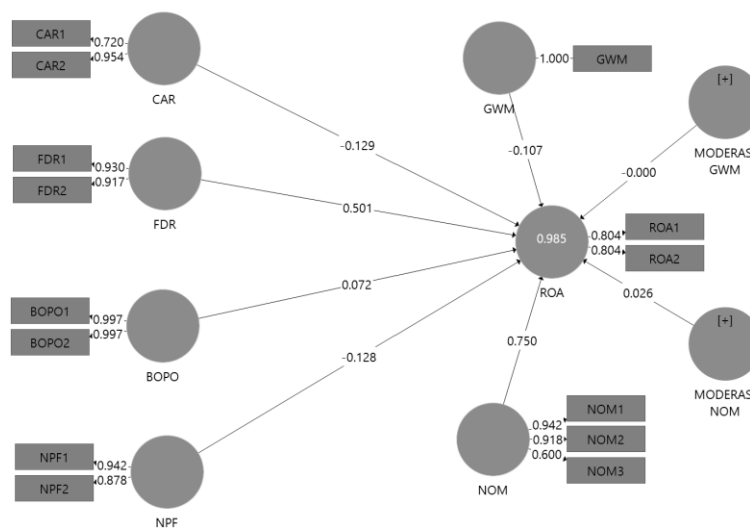 CAR1
0.720
CAR2
0.954
CAR
FDR1
0.930
FDR2
0.917
FDR
BOPO1
0.997
BOPO2
0.997
BOPO
NPF1
0.942
NPF2
0.878
NPF
-0.129
0.501
0.072
-0.128
GWM
1.000
GWM
-0.107
[+]
MODERAS
GWM
-0.000
0.985
ROA
0.804
ROA1
0.804
ROA2
0.026
[+]
MODERAS
NOM
0.750
NOM
0.942
NOM1
0.918
NOM2
0.600
NOM3